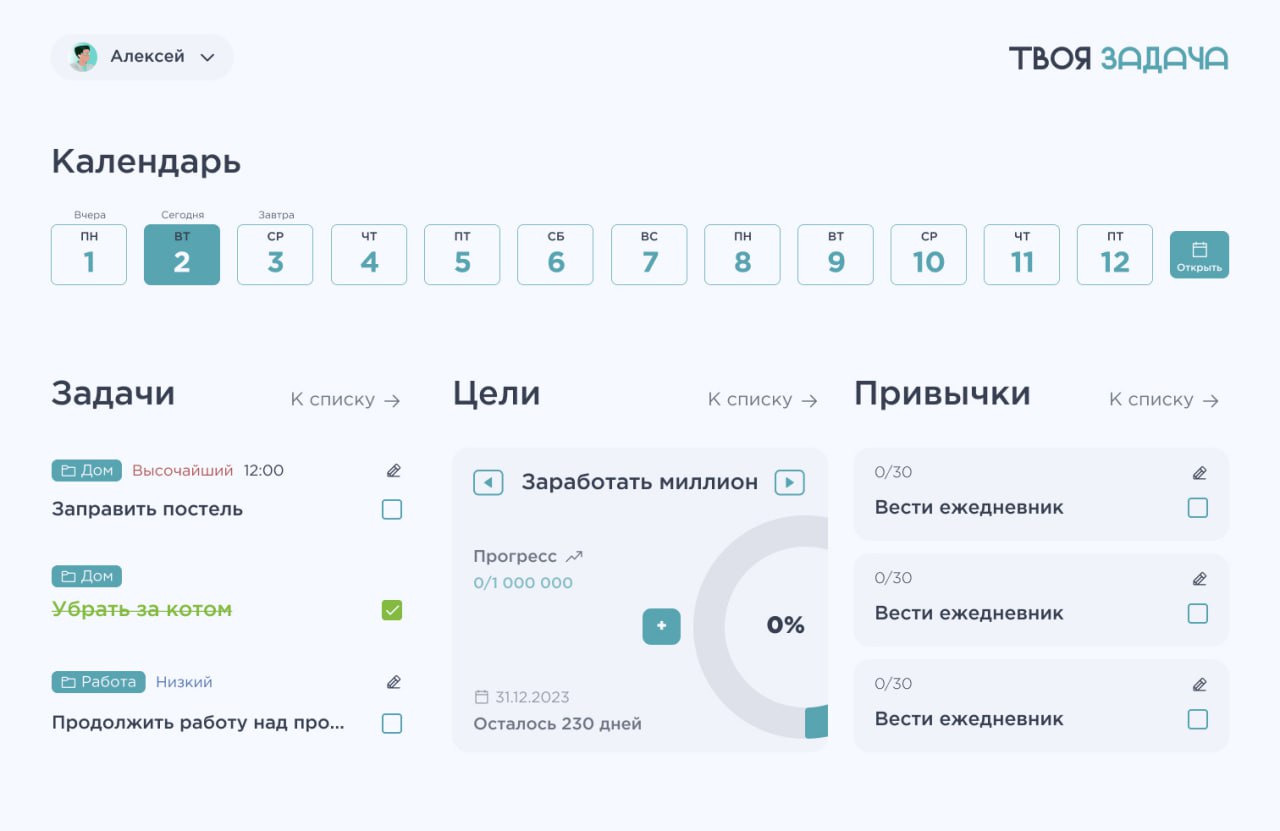 Алексей
ТВОЯ ЗАДАЧА
Календарь
Вчера
ПН
1
Сегодня
ВТ
2
Завтра
СР
3
ЧТ
4
ПТ
5
СБ
6
ВС
7
ПН
8
ВТ
9
СР
10
ЧТ
11
ПТ
12
Открыть
Задачи
К списку →
Дом Высочайший 12:00
Заправить постель
Дом
Убрать за котом
Работа Низкий
Продолжить работу над про...
Цели
К списку →
Заработать миллион
Прогресс
0/1 000 000
+
0%
31.12.2023
Осталось 230 дней
Привычки
К списку →
0/30
Вести ежедневник
0/30
Вести ежедневник
0/30
Вести ежедневник